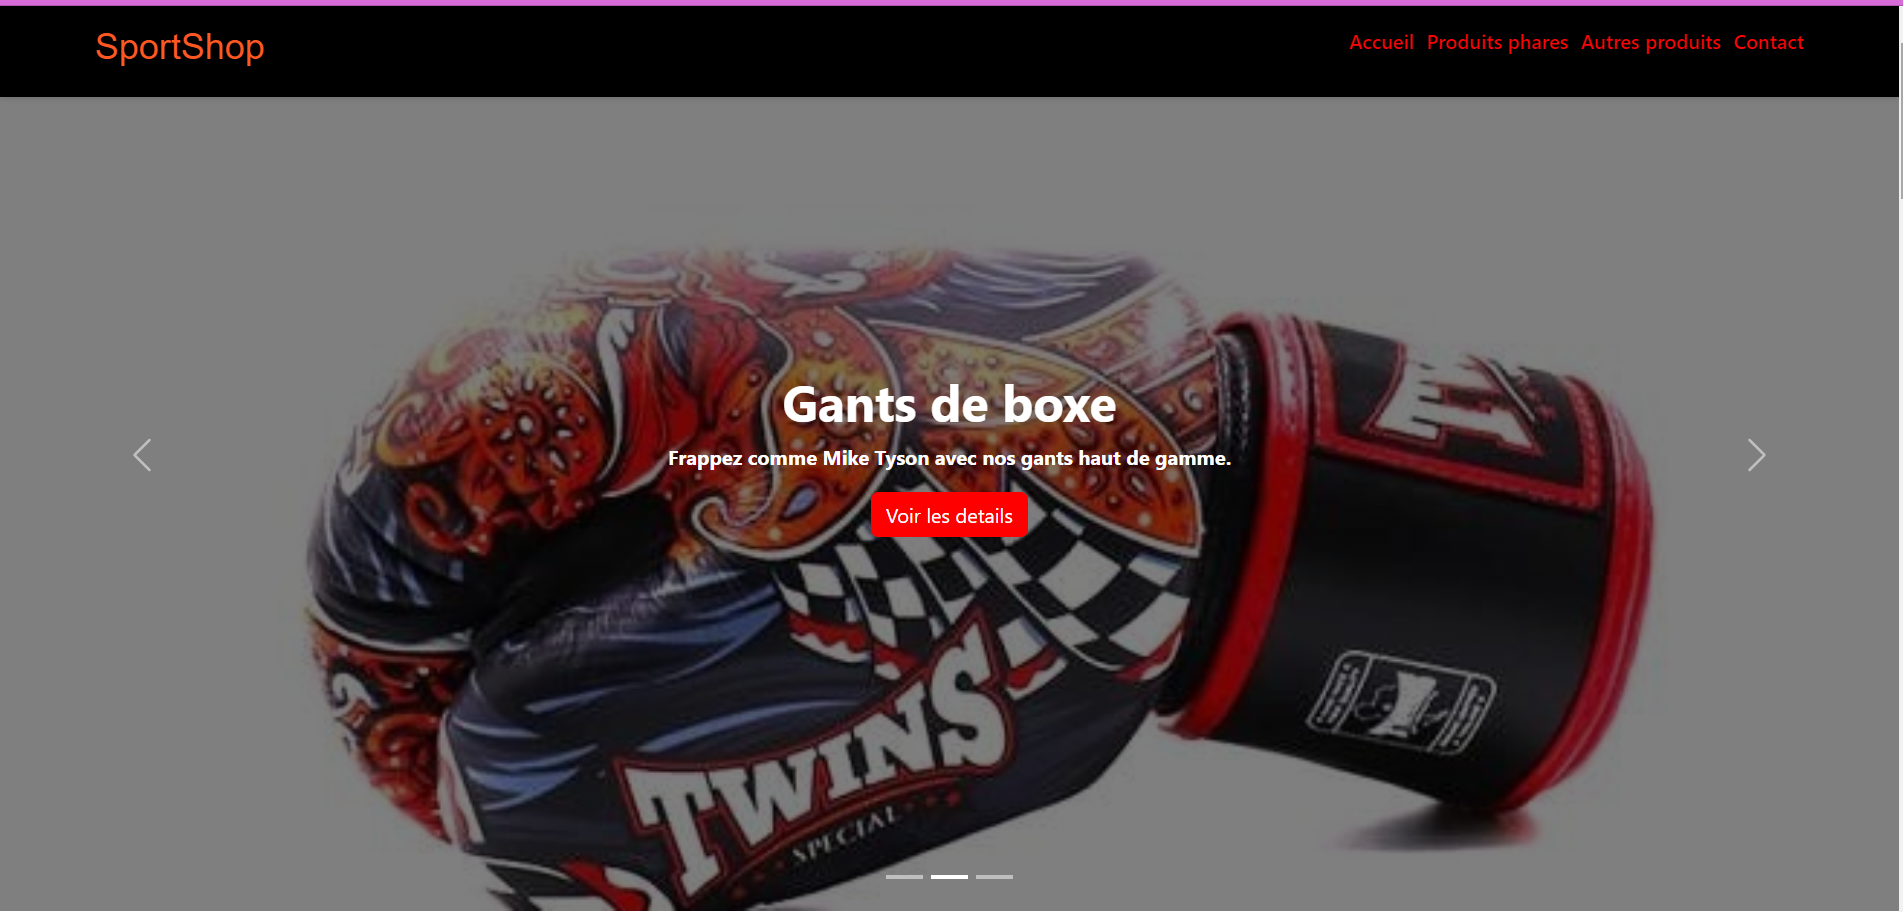 SportShop
Accueil Produits phares Autres produits Contact
Gants de boxe
Frappez comme Mike Tyson avec nos gants haut de gamme.
Voir les details
TWINS
SPECIAL